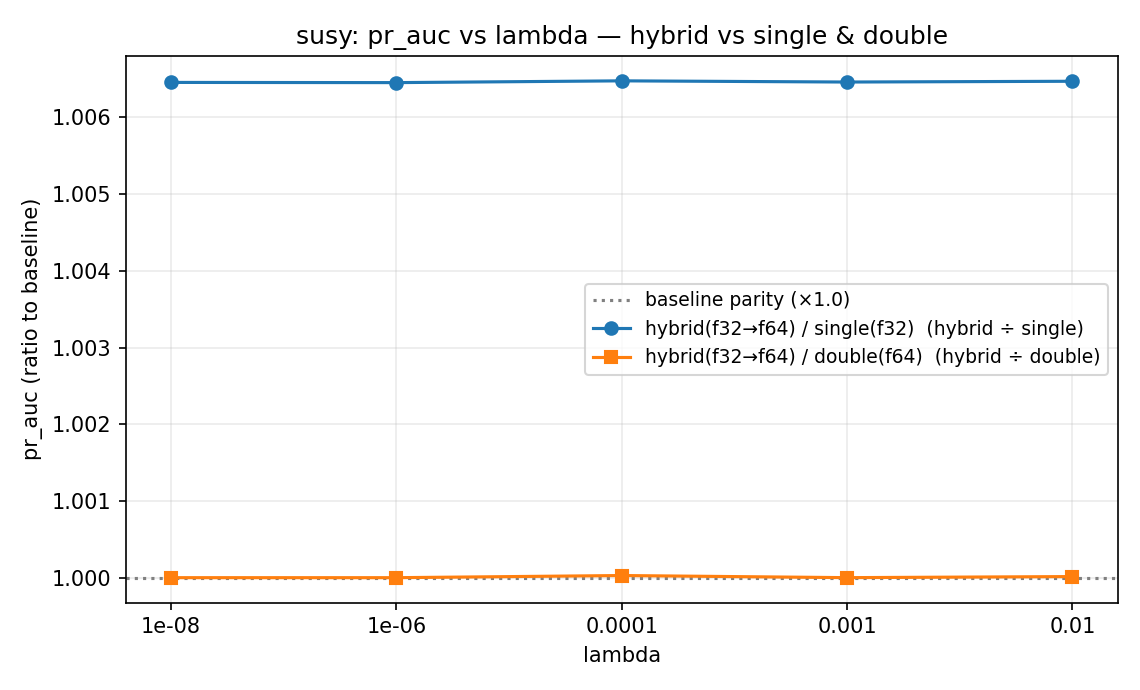 susy: pr_auc vs lambda — hybrid vs single & double
pr_auc (ratio to baseline)
1.006
1.005
1.004
1.003
1.002
1.001
1.000
baseline parity (×1.0)
hybrid(f32→f64) / single(f32) (hybrid ÷ single)
hybrid(f32→f64) / double(f64) (hybrid ÷ double)
1e-08 1e-06 0.0001 0.001 0.01
lambda